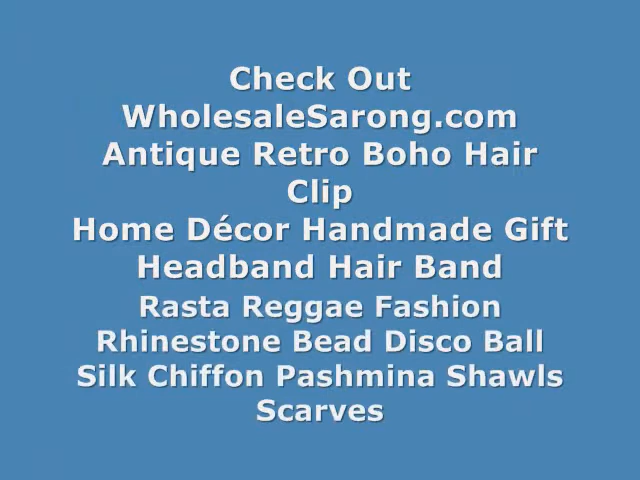 Check Out
WholesaleSarong.com
Antique Retro Boho Hair
Clip
Home Décor Handmade Gift
Headband Hair Band
Rasta Reggae Fashion
Rhinestone Bead Disco Ball
Silk Chiffon Pashmina Shawls
Scarves